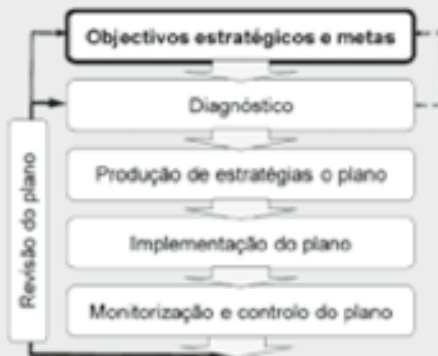 Objectivos estratégicos e metas
Diagnóstico
Produção de estratégias o plano
Implementação do plano
Monitorização e controlo do plano
Revisão do plano